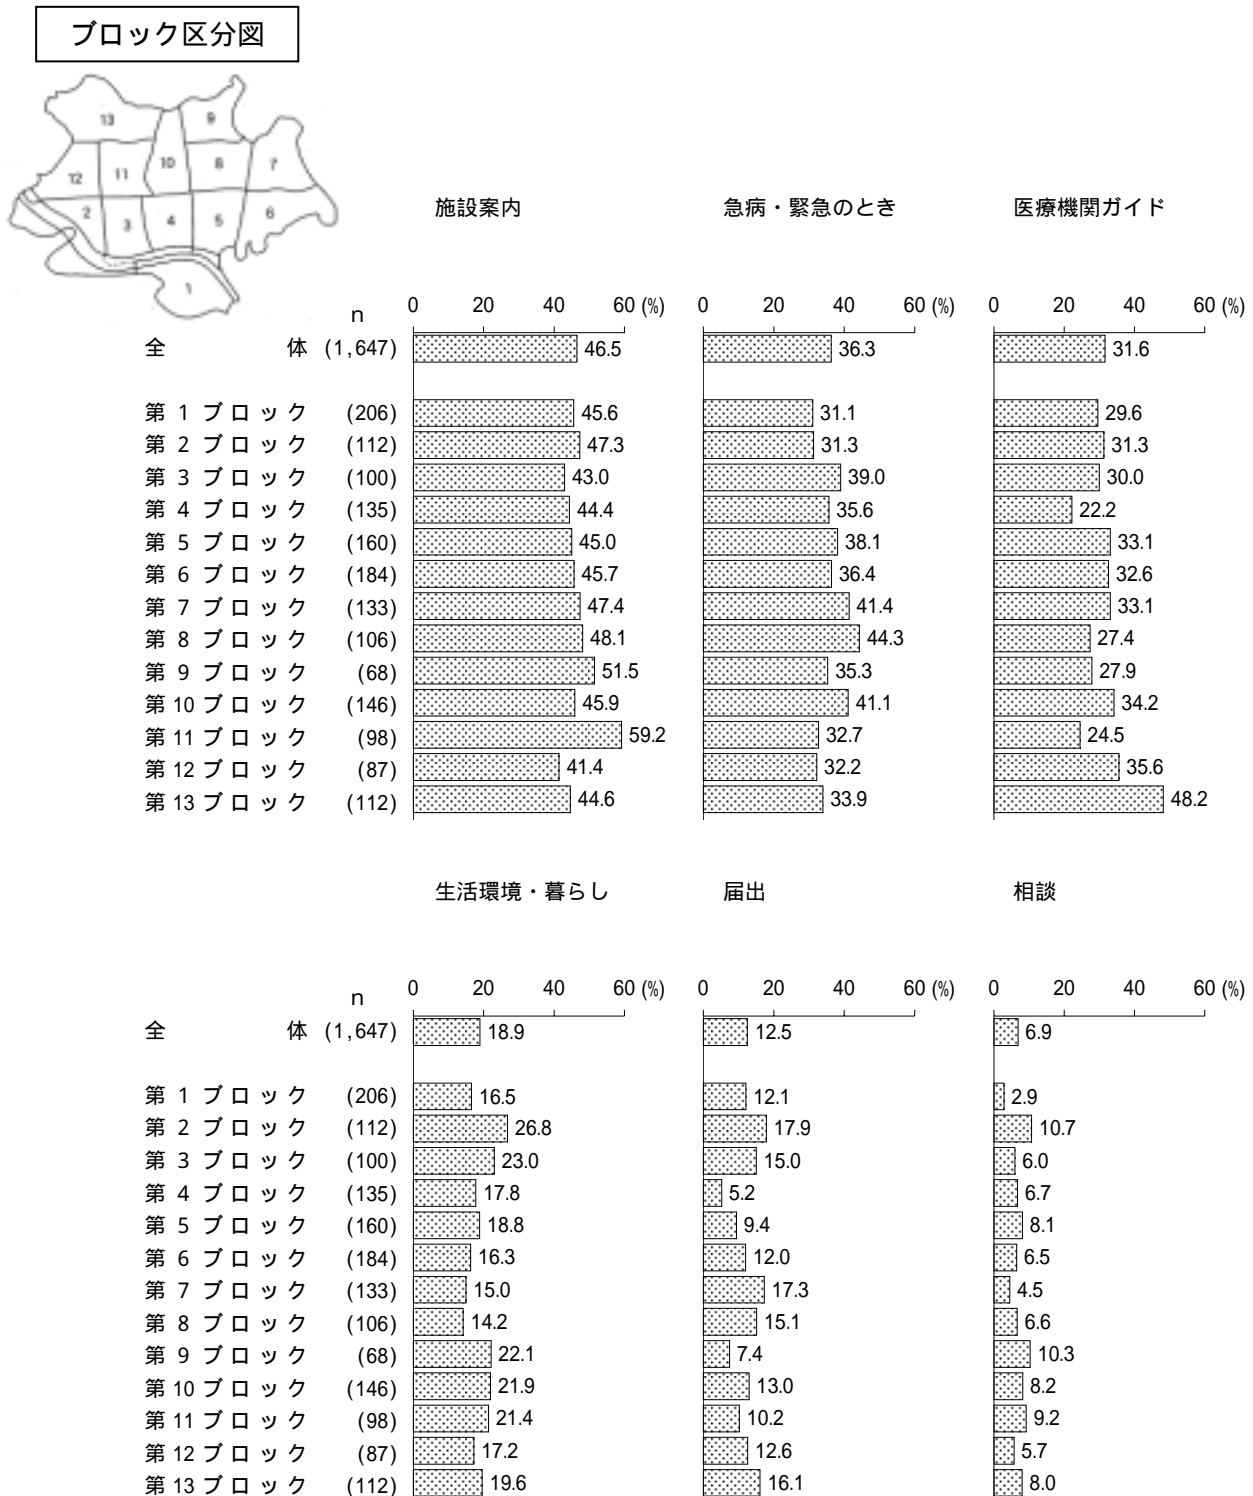 ブロック区分図
13
9
10
8
7
12
11
2
3
4
5
6
1
施設案内 急病・緊急のとき 医療機関ガイド
n 0 20 40 60 (%) 0 20 40 60 (%) 0 20 40 60 (%)
全体 (1,647) 46.5 36.3 31.6
第 1 ブロック (206) 45.6 31.1 29.6
第 2 ブロック (112) 47.3 31.3 31.3
第 3 ブロック (100) 43.0 39.0 30.0
第 4 ブロック (135) 44.4 35.6 22.2
第 5 ブロック (160) 45.0 38.1 33.1
第 6 ブロック (184) 45.7 36.4 32.6
第 7 ブロック (133) 47.4 41.4 33.1
第 8 ブロック (106) 48.1 44.3 27.4
第 9 ブロック (68) 51.5 35.3 27.9
第 10 ブロック (146) 45.9 41.1 34.2
第 11 ブロック (98) 59.2 32.7 24.5
第 12 ブロック (87) 41.4 32.2 35.6
第 13 ブロック (112) 44.6 33.9 48.2
生活環境・暮らし 届出 相談
n 0 20 40 60 (%) 0 20 40 60 (%) 0 20 40 60 (%)
全体 (1,647) 18.9 12.5 6.9
第 1 ブロック (206) 16.5 12.1 2.9
第 2 ブロック (112) 26.8 17.9 10.7
第 3 ブロック (100) 23.0 15.0 6.0
第 4 ブロック (135) 17.8 5.2 6.7
第 5 ブロック (160) 18.8 9.4 8.1
第 6 ブロック (184) 16.3 12.0 6.5
第 7 ブロック (133) 15.0 17.3 4.5
第 8 ブロック (106) 14.2 15.1 6.6
第 9 ブロック (68) 22.1 7.4 10.3
第 10 ブロック (146) 21.9 13.0 8.2
第 11 ブロック (98) 21.4 10.2 9.2
第 12 ブロック (87) 17.2 12.6 5.7
第 13 ブロック (112) 19.6 16.1 8.0